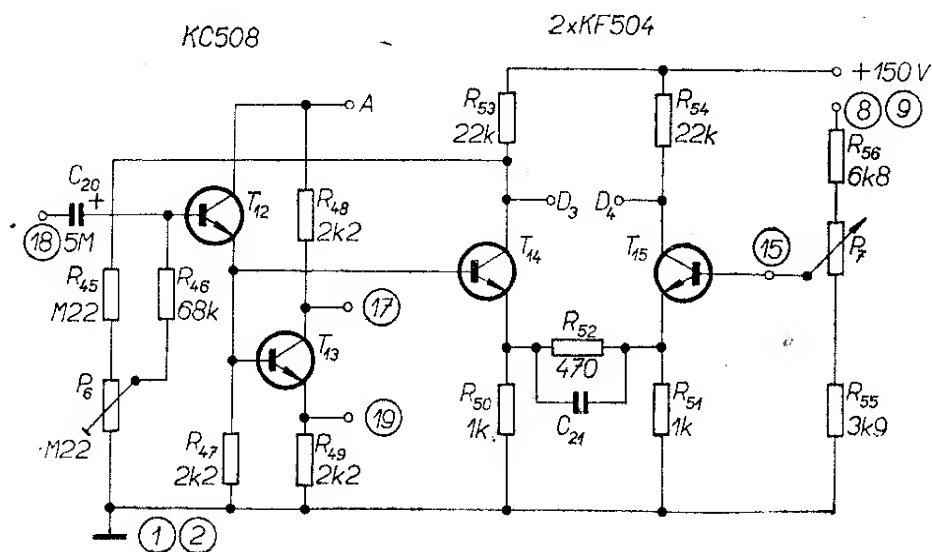 KC508
2xKF504
+150V
A
R53
22k
R54
22k
8 9
R56
6k8
C20
+
18
5M
T12
R48
2k2
D3
D4
T14
T15
15
P7
R45
M22
R46
68k
17
T13
R52
470
C21
P6
M22
19
R50
1k
R51
1k
R55
3k9
R47
2k2
R49
2k2
1 2